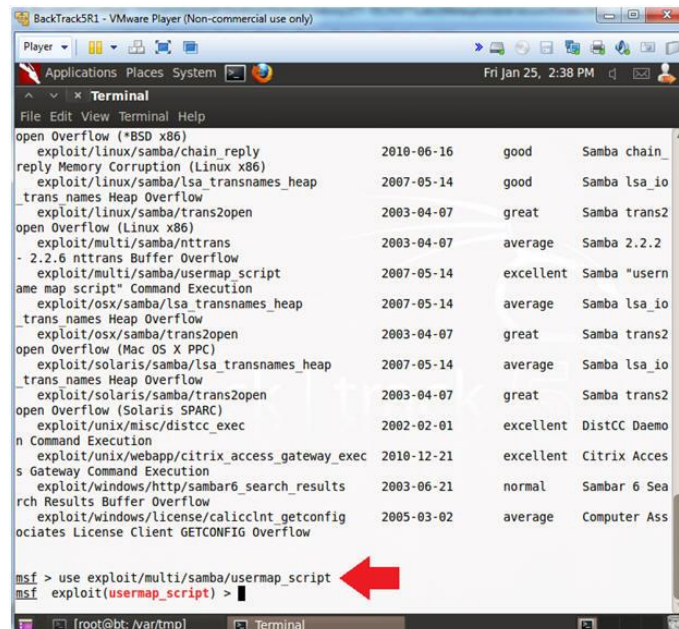 BackTrack5R1 - VMware Player (Non-commercial use only)
Player
Applications Places System Fri Jan 25, 2:38 PM
Terminal
File Edit View Terminal Help
open Overflow (*BSD x86)
exploit/linux/samba/chain_reply 2010-06-16 good Samba chain_
reply Memory Corruption (Linux x86)
exploit/linux/samba/lsa_transnames_heap 2007-05-14 good Samba lsa_io
_trans_names Heap Overflow
exploit/linux/samba/trans2open 2003-04-07 great Samba trans2
open Overflow (Linux x86)
exploit/multi/samba/nttrans 2003-04-07 average Samba 2.2.2
- 2.2.6 nttrans Buffer Overflow
exploit/multi/samba/usermap_script 2007-05-14 excellent Samba "usern
ame map script" Command Execution
exploit/osx/samba/lsa_transnames_heap 2007-05-14 average Samba lsa_io
_trans_names Heap Overflow
exploit/osx/samba/trans2open 2003-04-07 great Samba trans2
open Overflow (Mac OS X PPC)
exploit/solaris/samba/lsa_transnames_heap 2007-05-14 average Samba lsa_io
_trans_names Heap Overflow
exploit/solaris/samba/trans2open 2003-04-07 great Samba trans2
open Overflow (Solaris SPARC)
exploit/unix/misc/distcc_exec 2002-02-01 excellent DistCC Daemo
n Command Execution
exploit/unix/webapp/citrix_access_gateway_exec 2010-12-21 excellent Citrix Acces
s Gateway Command Execution
exploit/windows/http/sambar6_search_results 2003-06-21 normal Sambar 6 Sea
rch Results Buffer Overflow
exploit/windows/license/calicclnt_getconfig 2005-03-02 average Computer Ass
ociates License Client GETCONFIG Overflow
msf > use exploit/multi/samba/usermap_script
msf exploit(usermap_script) >
[root@bt: /var/tmp] Terminal